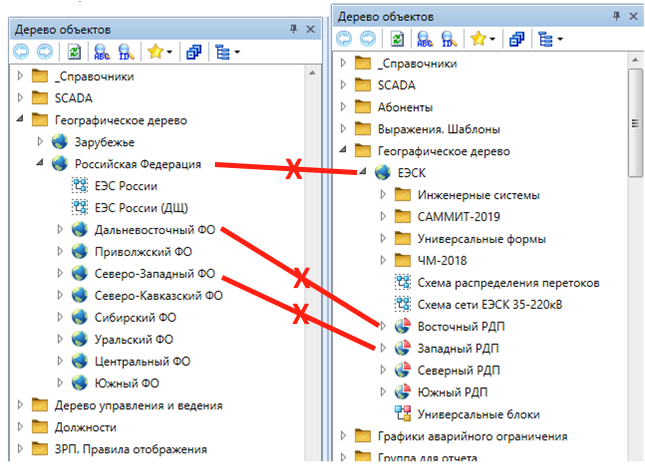 Дерево объектов
ABC
ID
_Справочники
SCADA
Географическое дерево
Зарубежье
Российская Федерация
ЕЭС России
ЕЭС России (ДЩ)
Дальневосточный ФО
Приволжский ФО
Северо-Западный ФО
Северо-Кавказский ФО
Сибирский ФО
Уральский ФО
Центральный ФО
Южный ФО
Дерево управления и ведения
Должности
ЗРП. Правила отображения
Дерево объектов
ABC
ID
_Справочники
SCADA
Абоненты
Выражения. Шаблоны
Географическое дерево
ЕЭСК
Инженерные системы
САММИТ-2019
Универсальные формы
ЧМ-2018
Схема распределения перетоков
Схема сети ЕЭСК 35-220кВ
Восточный РДП
Западный РДП
Северный РДП
Южный РДП
Универсальные блоки
Графики аварийного ограничения
Группа для отчета
X
X
X